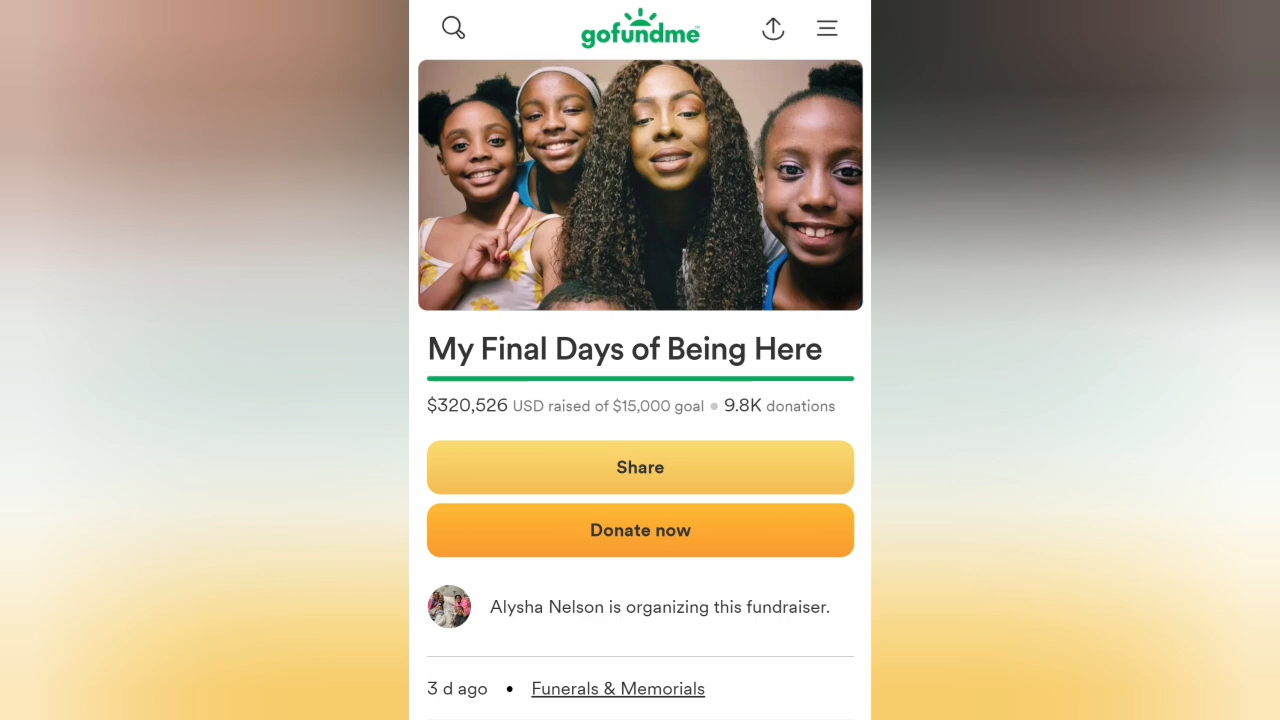 gofundme
My Final Days of Being Here
$320,526 USD raised of $15,000 goal • 9.8K donations
Share
Donate now
Alysha Nelson is organizing this fundraiser.
3 d ago • Funerals & Memorials